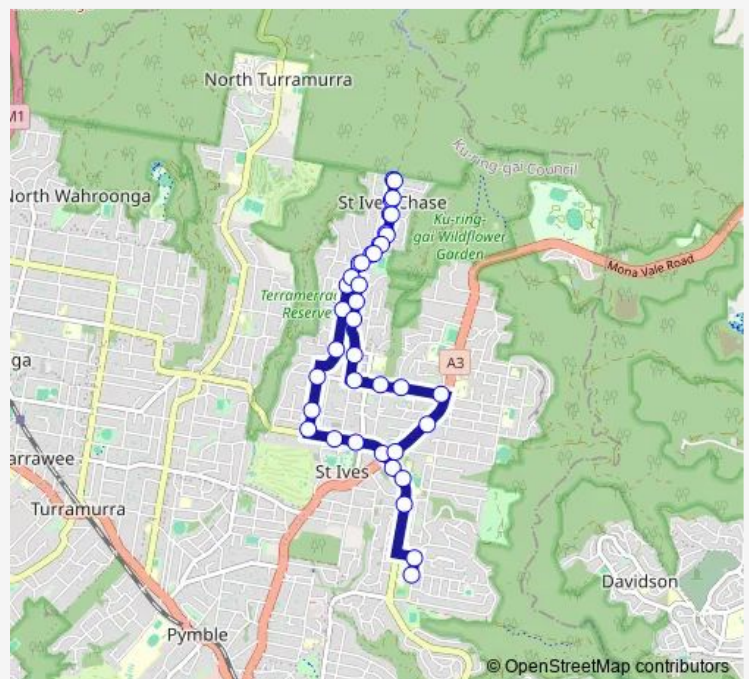 North Turramurra
M1
Ku-ring-gai Council
North Wahroonga
St Ives Chase
Ku-ring-
gai Wildflower
Garden
Mona Vale Road
Terramerra
Reserve
A3
ga
arrawee
St Ives
Turramurra
Davidson
Pymble
© OpenStreetMap contributors